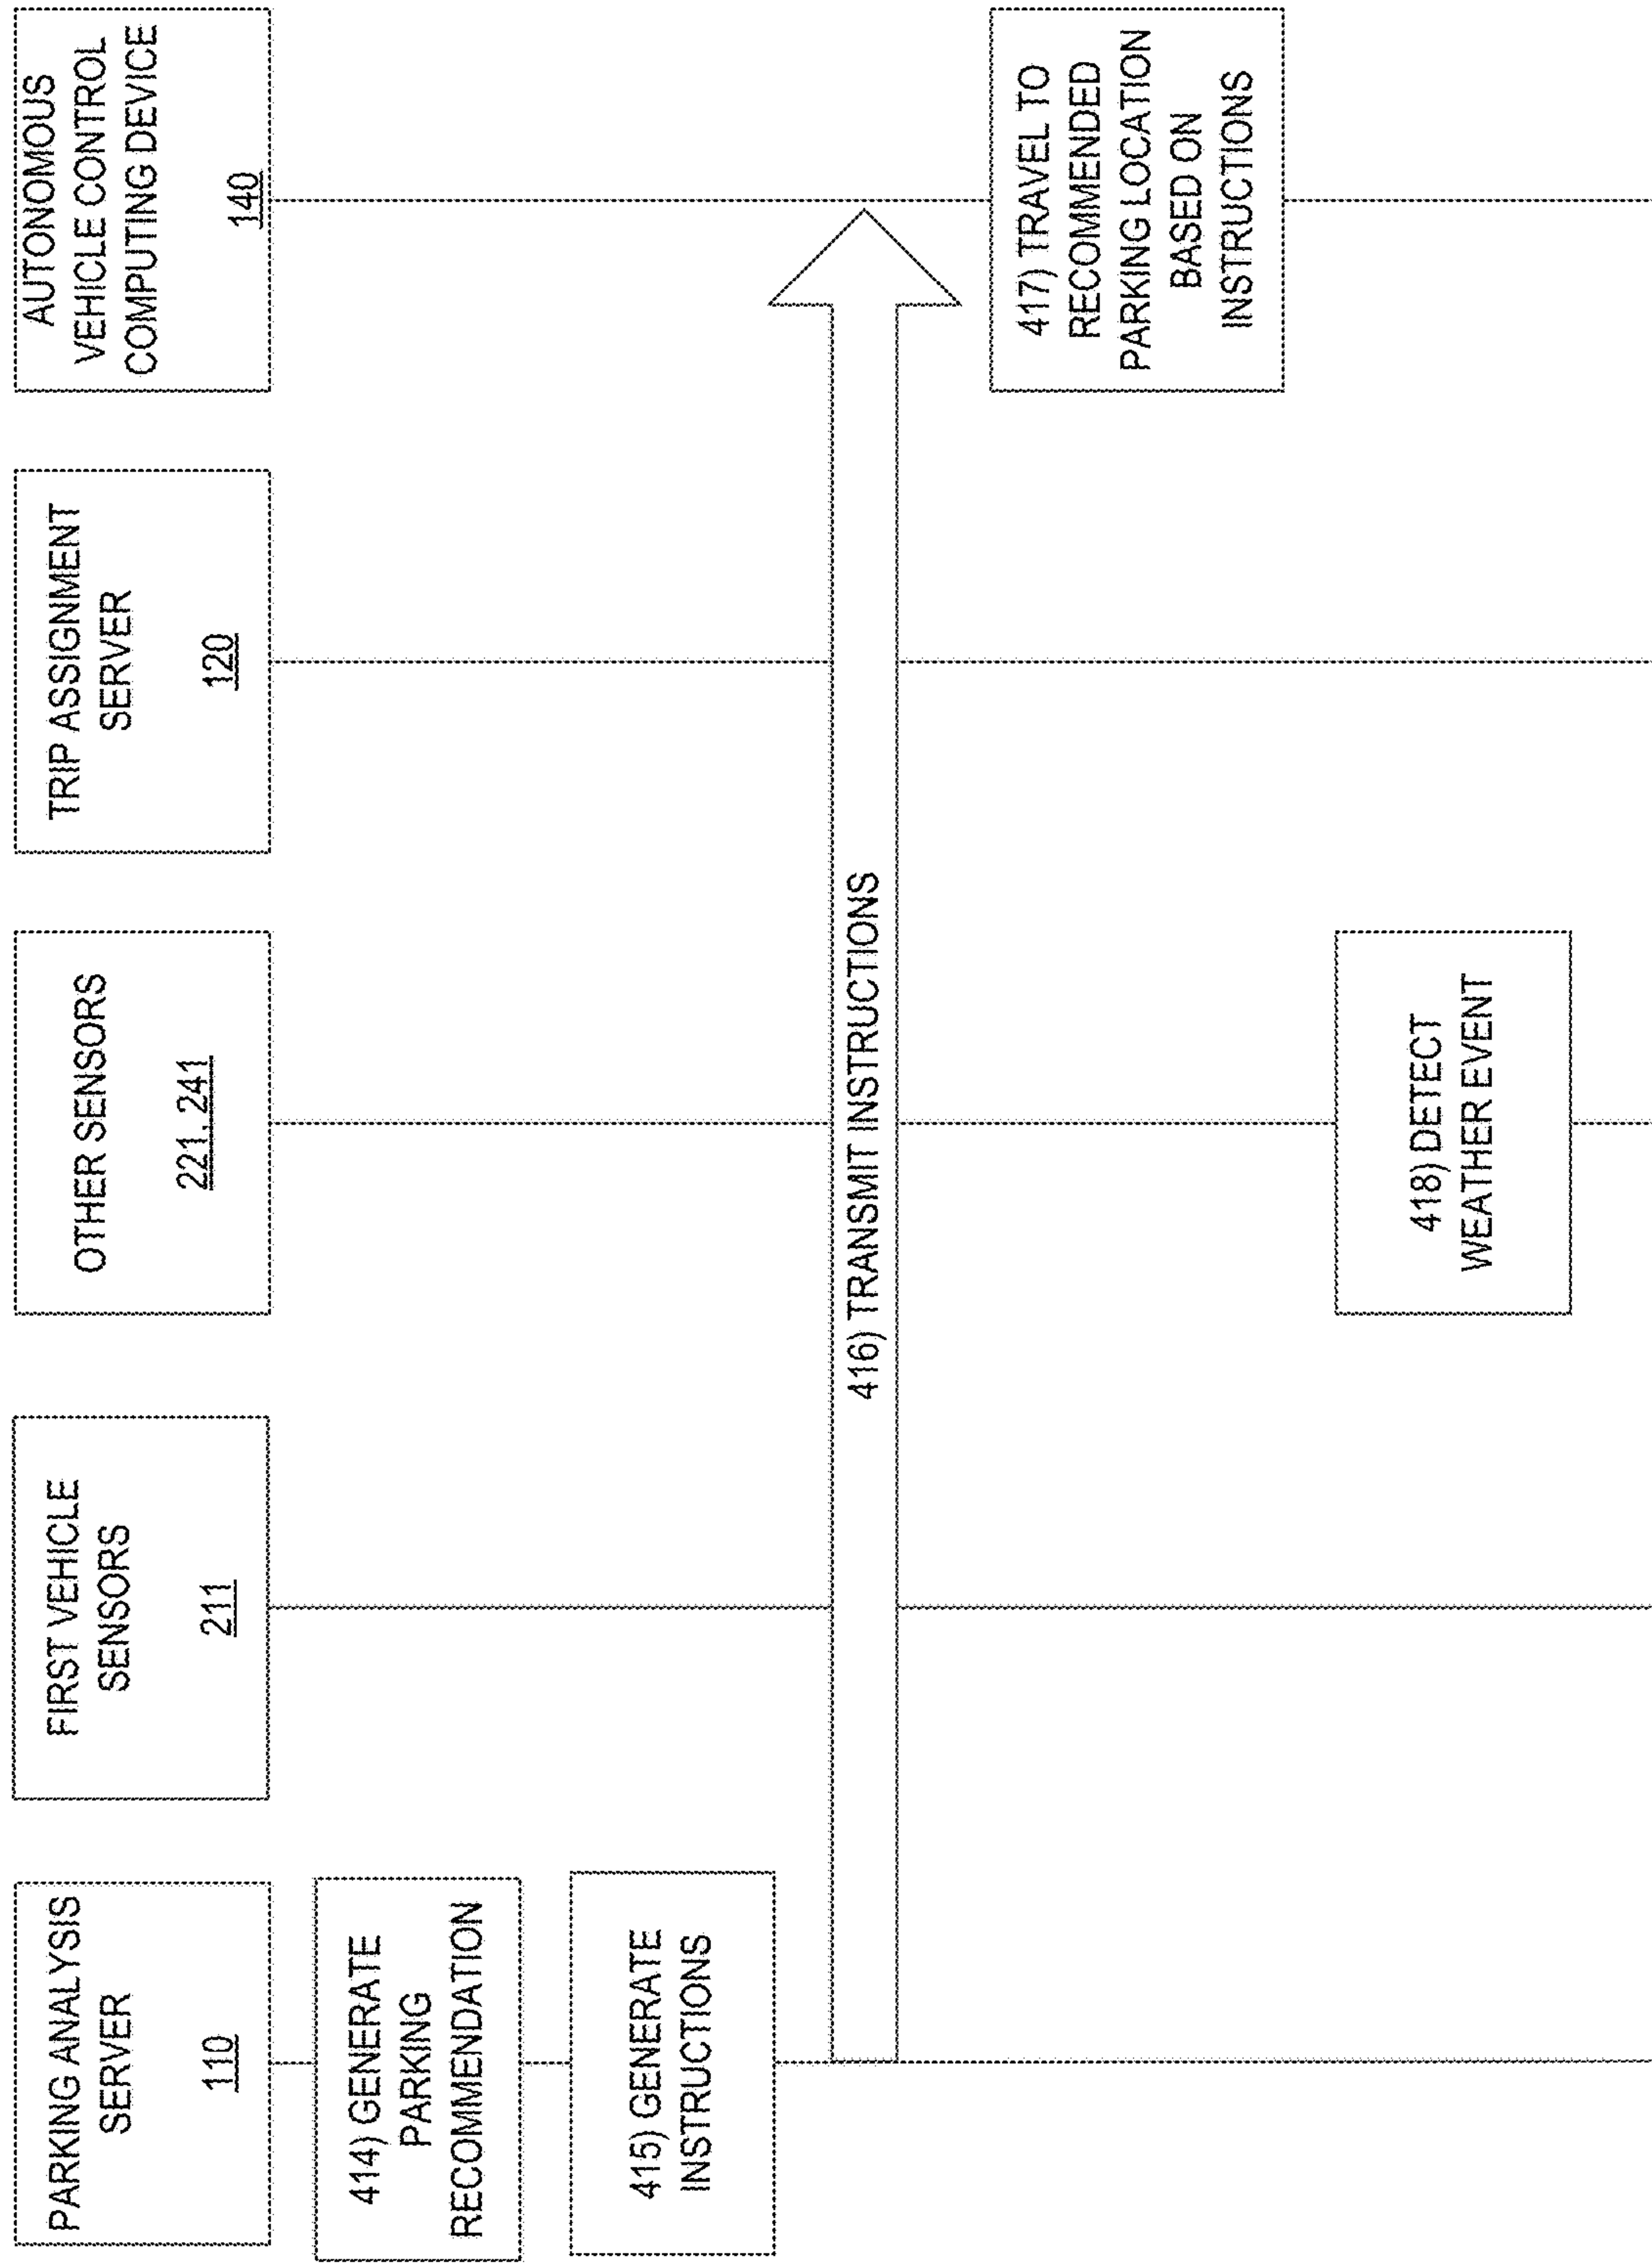 PARKING ANALYSIS
SERVER
110
FIRST VEHICLE
SENSORS
211
OTHER SENSORS
221, 241
TRIP ASSIGNMENT
SERVER
120
AUTONOMOUS
VEHICLE CONTROL
COMPUTING DEVICE
140
414) GENERATE
PARKING
RECOMMENDATION
415) GENERATE
INSTRUCTIONS
416) TRANSMIT INSTRUCTIONS
417) TRAVEL TO
RECOMMENDED
PARKING LOCATION
BASED ON
INSTRUCTIONS
418) DETECT
WEATHER EVENT